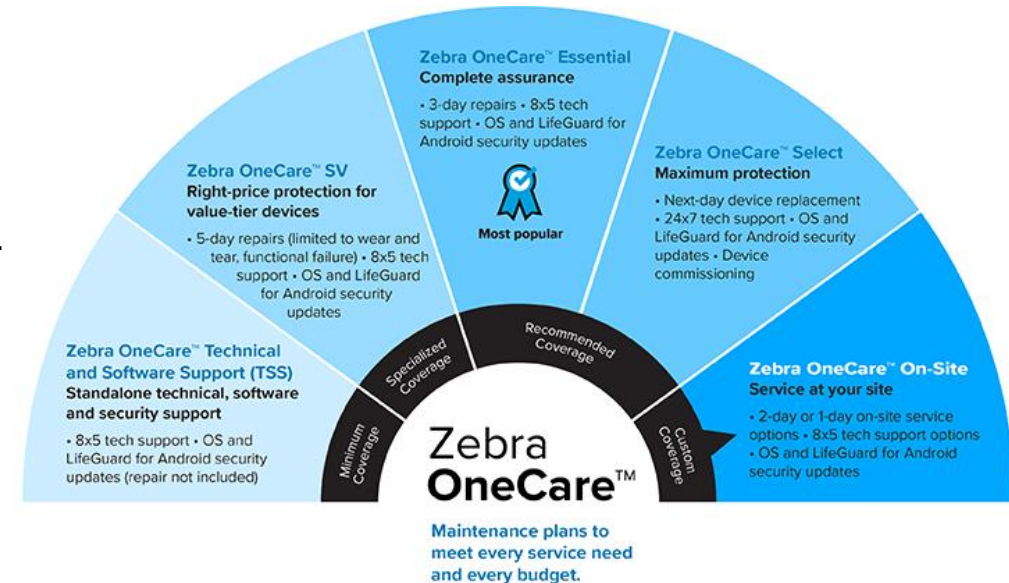 Zebra OneCare™ Technical
and Software Support (TSS)
Standalone technical, software
and security support
• 8x5 tech support • OS and
LifeGuard for Android security
updates (repair not included)
Minimum
Coverage
Zebra OneCare™ SV
Right-price protection for
value-tier devices
• 5-day repairs (limited to wear and
tear, functional failure) • 8x5 tech
support • OS and LifeGuard
for Android security
updates
Specialized
Coverage
Zebra OneCare™ Essential
Complete assurance
• 3-day repairs • 8x5 tech
support • OS and LifeGuard for
Android security updates
Most popular
Recommended
Coverage
Zebra OneCare™ Select
Maximum protection
• Next-day device replacement
• 24x7 tech support • OS and
LifeGuard for Android security
updates • Device
commissioning
Zebra OneCare™ On-Site
Service at your site
• 2-day or 1-day on-site service
options • 8x5 tech support options
• OS and LifeGuard for Android
security updates
Custom
Coverage
Zebra
OneCare™
Maintenance plans to
meet every service need
and every budget.